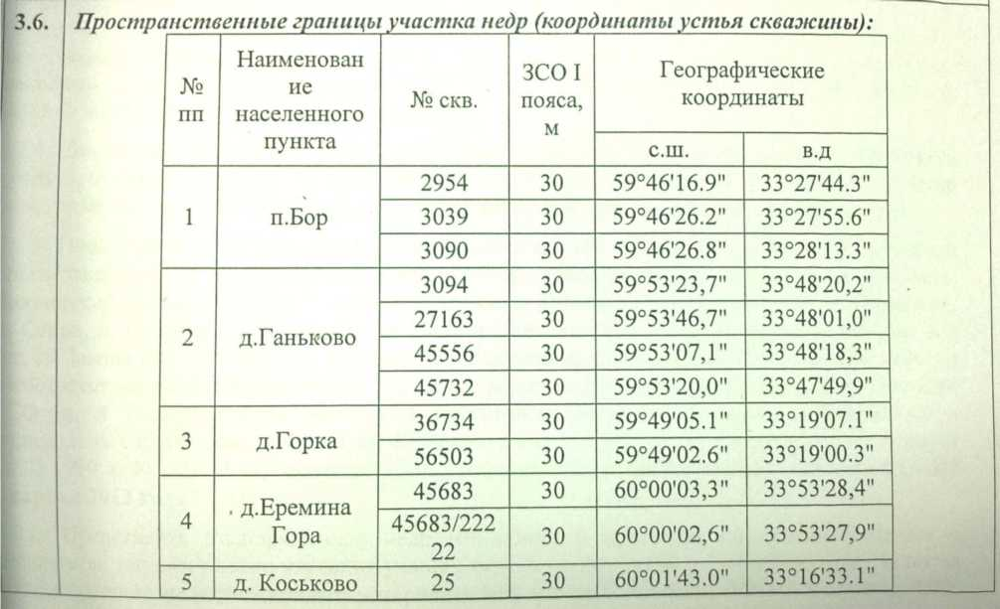 3.6. Пространственные границы участка недр (координаты устья скважины):
№ пп Наименован ие населенного пункта № скв. ЗСО I пояса, м Географические координаты
с.ш. в.д
1 п.Бор 2954 30 59°46'16.9" 33°27'44.3"
3039 30 59°46'26.2" 33°27'55.6"
3090 30 59°46'26.8" 33°28'13.3"
2 д.Ганьково 3094 30 59°53'23,7" 33°48'20,2"
27163 30 59°53'46,7" 33°48'01,0"
45556 30 59°53'07,1" 33°48'18,3"
45732 30 59°53'20,0" 33°47'49,9"
3 д.Горка 36734 30 59°49'05.1" 33°19'07.1"
56503 30 59°49'02.6" 33°19'00.3"
4 д.Еремина Гора 45683 30 60°00'03,3" 33°53'28,4"
45683/222 22 30 60°00'02,6" 33°53'27,9"
5 д. Коськово 25 30 60°01'43.0" 33°16'33.1"